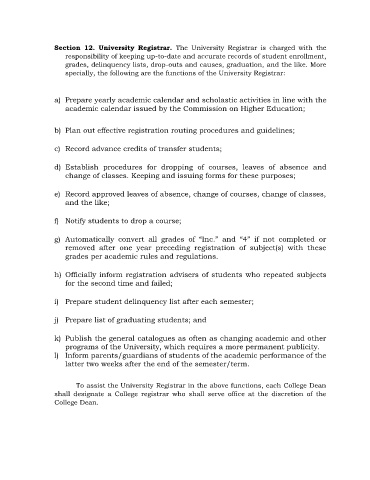 Section 12. University Registrar. The University Registrar is charged with the
responsibility of keeping up-to-date and accurate records of student enrollment,
grades, delinquency lists, drop-outs and causes, graduation, and the like. More
specially, the following are the functions of the University Registrar:
a) Prepare yearly academic calendar and scholastic activities in line with the
academic calendar issued by the Commission on Higher Education;
b) Plan out effective registration routing procedures and guidelines;
c) Record advance credits of transfer students;
d) Establish procedures for dropping of courses, leaves of absence and
change of classes. Keeping and issuing forms for these purposes;
e) Record approved leaves of absence, change of courses, change of classes,
and the like;
f) Notify students to drop a course;
g) Automatically convert all grades of “Inc.” and “4” if not completed or
removed after one year preceding registration of subject(s) with these
grades per academic rules and regulations.
h) Officially inform registration advisers of students who repeated subjects
for the second time and failed;
i) Prepare student delinquency list after each semester;
j) Prepare list of graduating students; and
k) Publish the general catalogues as often as changing academic and other
programs of the University, which requires a more permanent publicity.
l) Inform parents/guardians of students of the academic performance of the
latter two weeks after the end of the semester/term.
To assist the University Registrar in the above functions, each College Dean
shall designate a College registrar who shall serve office at the discretion of the
College Dean.